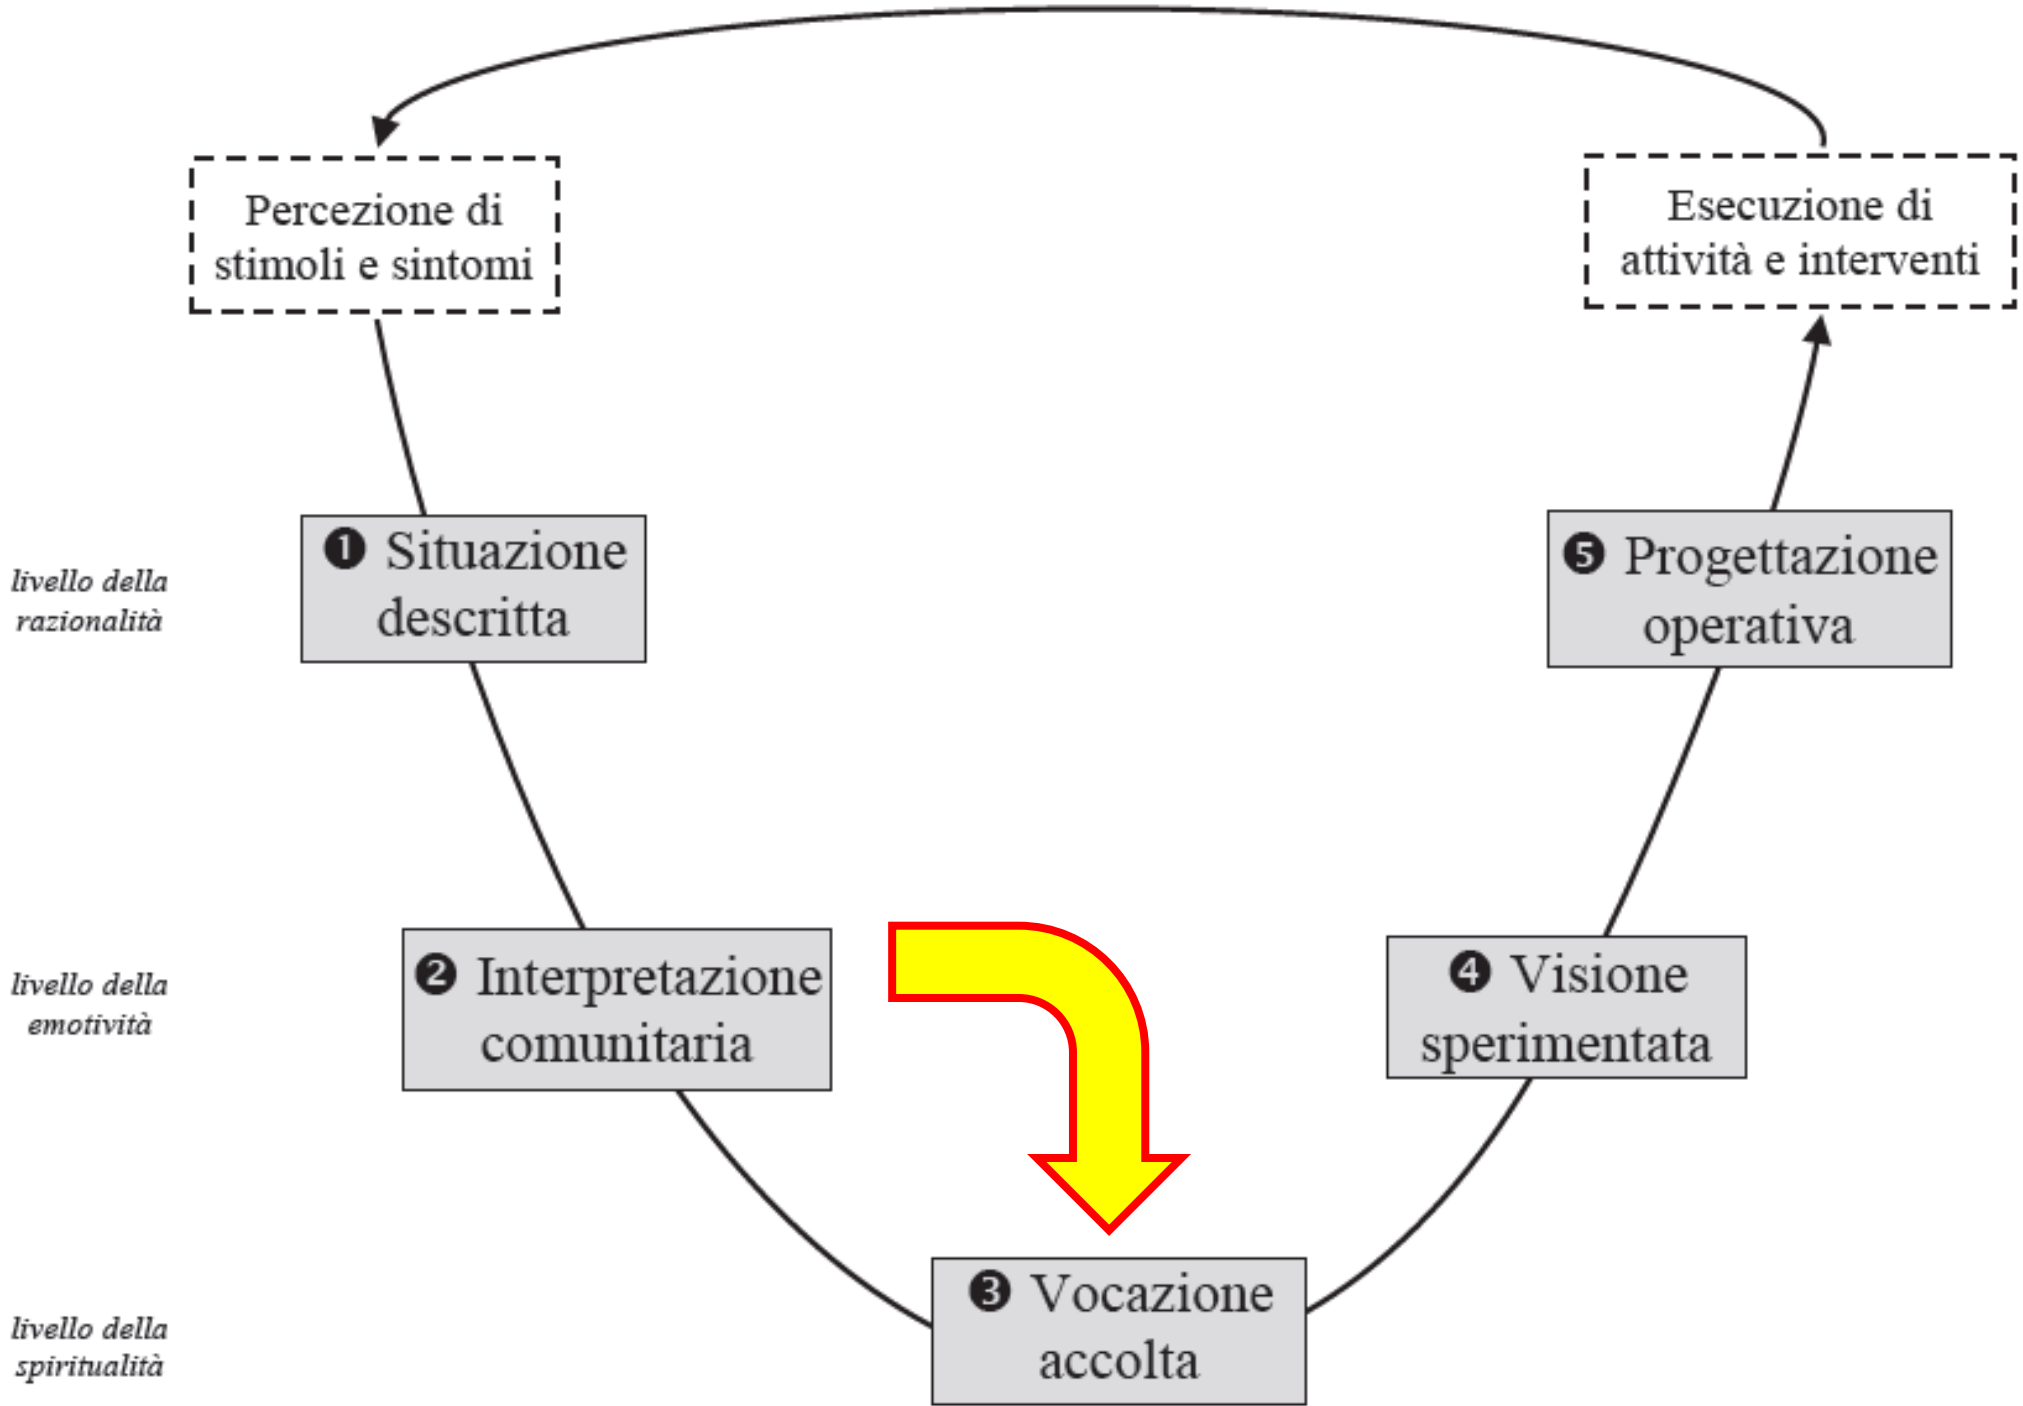 Percezione di
stimoli e sintomi
Esecuzione di
attività e interventi
livello della
razionalità
❶ Situazione
descritta
❺ Progettazione
operativa
livello della
emotività
❷ Interpretazione
comunitaria
❹ Visione
sperimentata
livello della
spiritualità
❸ Vocazione
accolta